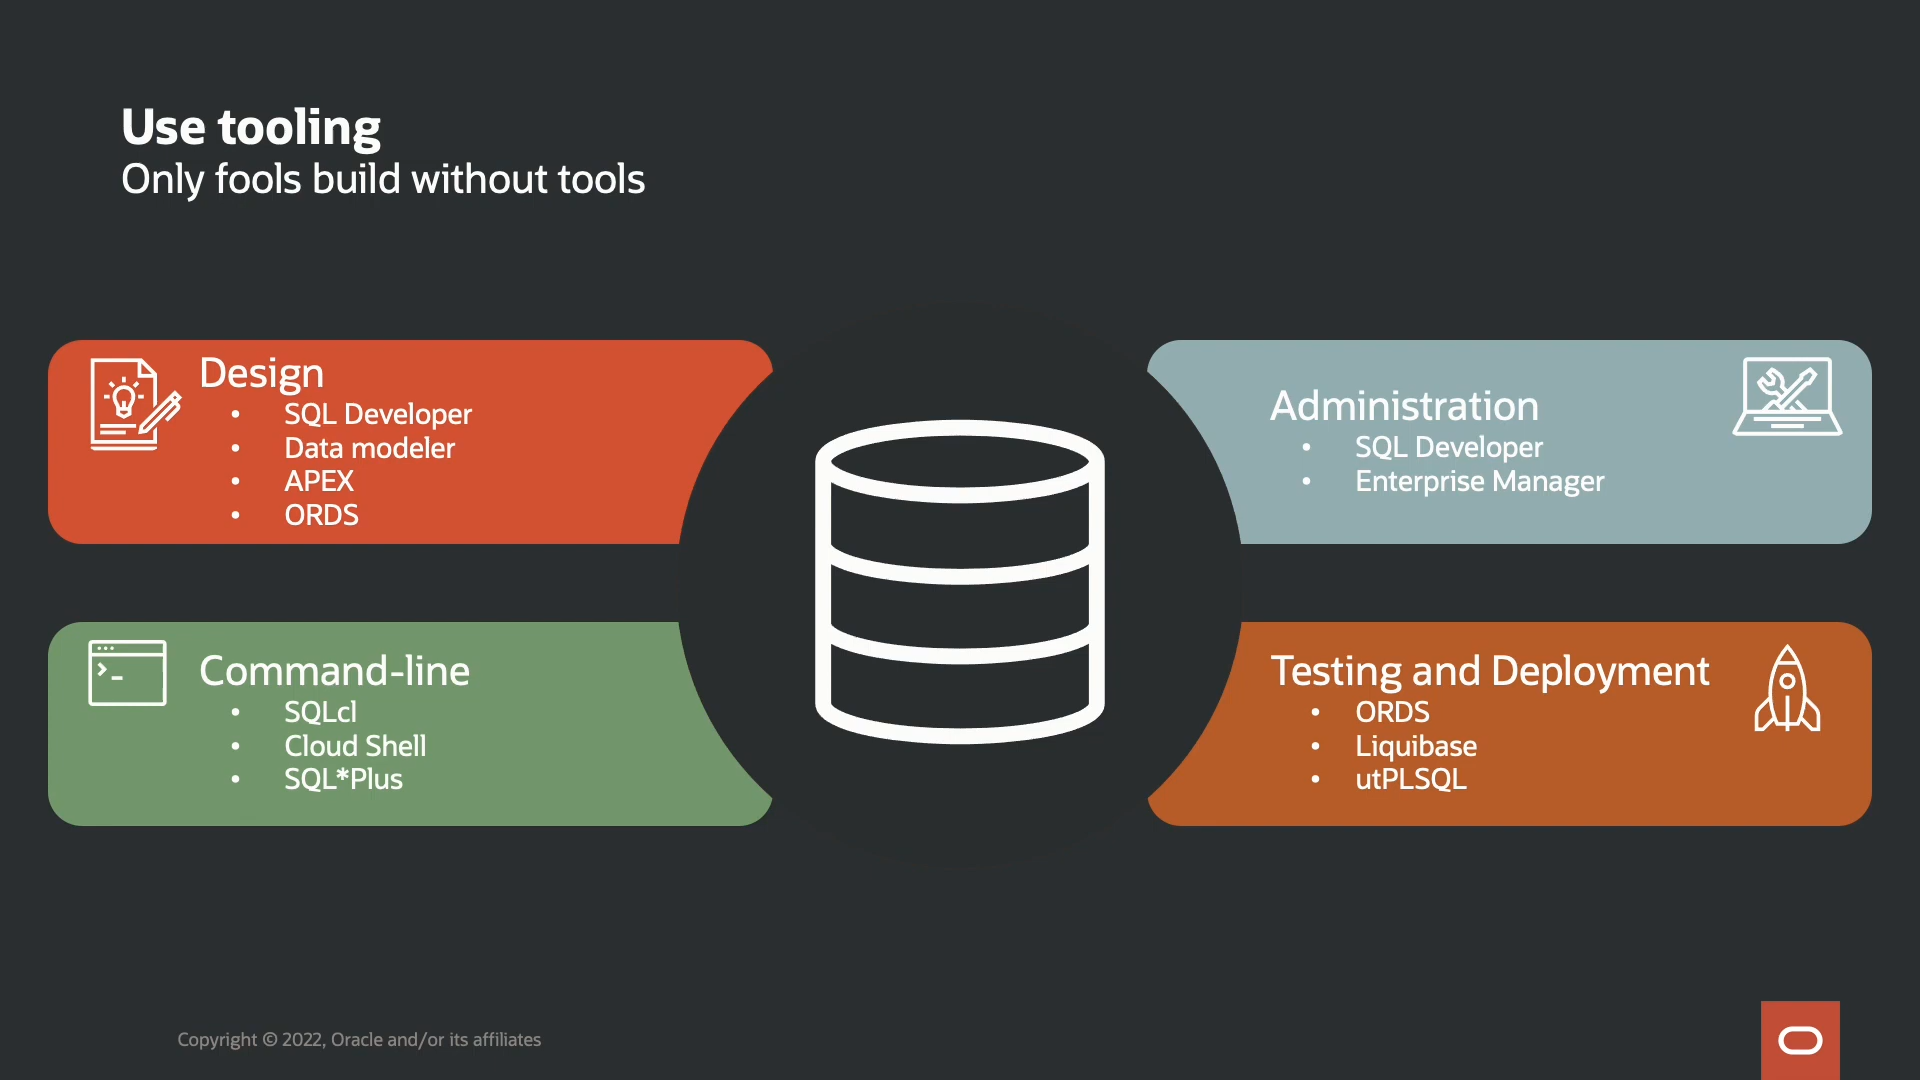 Use tooling
Only fools build without tools
Design
• SQL Developer
• Data modeler
• APEX
• ORDS
Administration
• SQL Developer
• Enterprise Manager
Command-line
• SQLcl
• Cloud Shell
• SQL*Plus
Testing and Deployment
• ORDS
• Liquibase
• utPLSQL
Copyright © 2022, Oracle and/or its affiliates